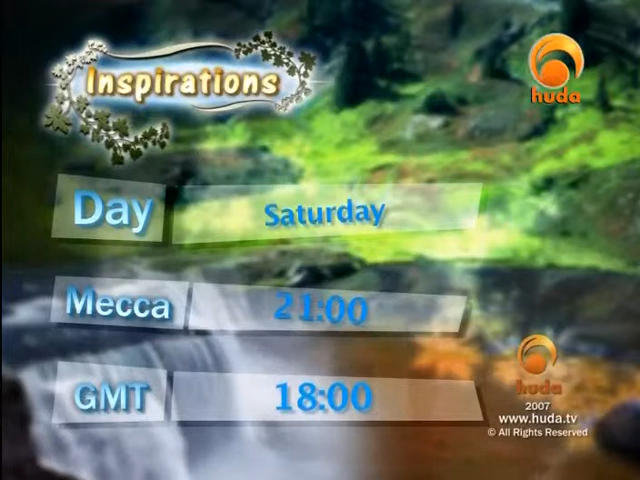 Inspirations
huda
Day Saturday
Mecca 21:00
GMT 18:00
huda
2007
www.huda.tv
© All Rights Reserved